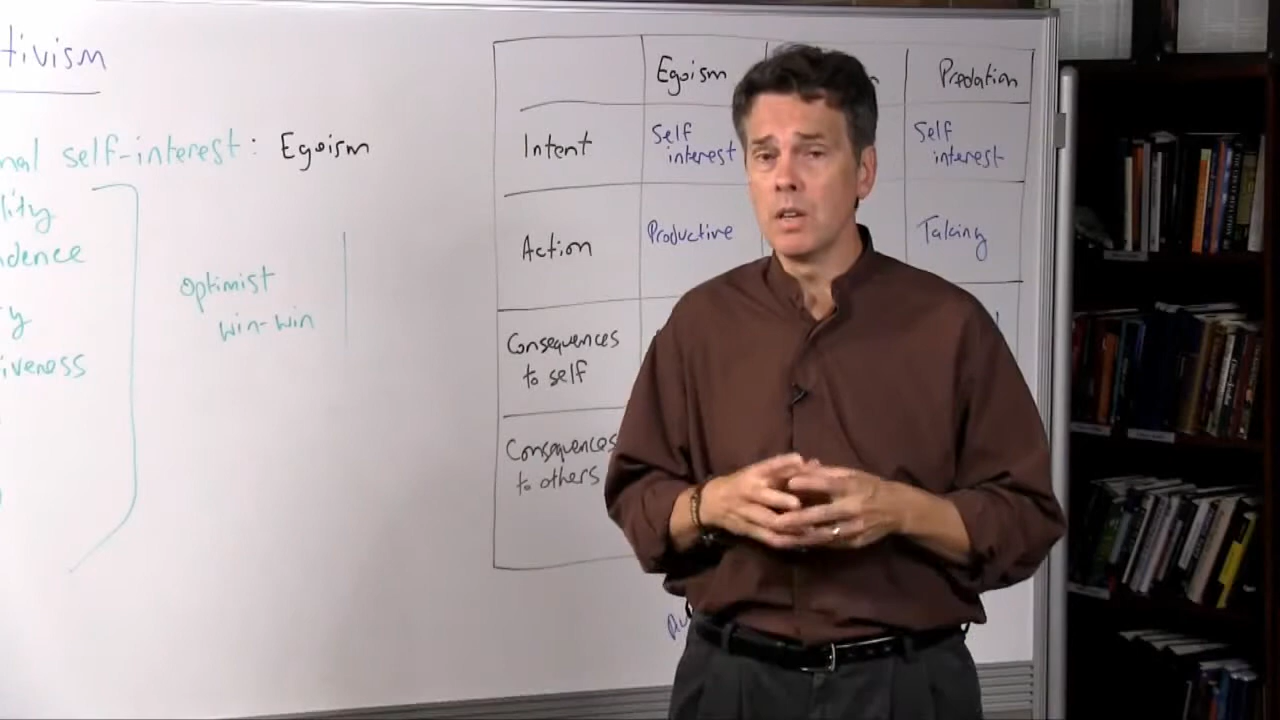 tivism
nal self-interest: Egoism
lity
ndence
y
iveness
Optimist
win-win
Egoism
Predation
Intent
Self
interest
Self
interest
Action
Productive
Taking
Consequences
to self
Consequences
to others